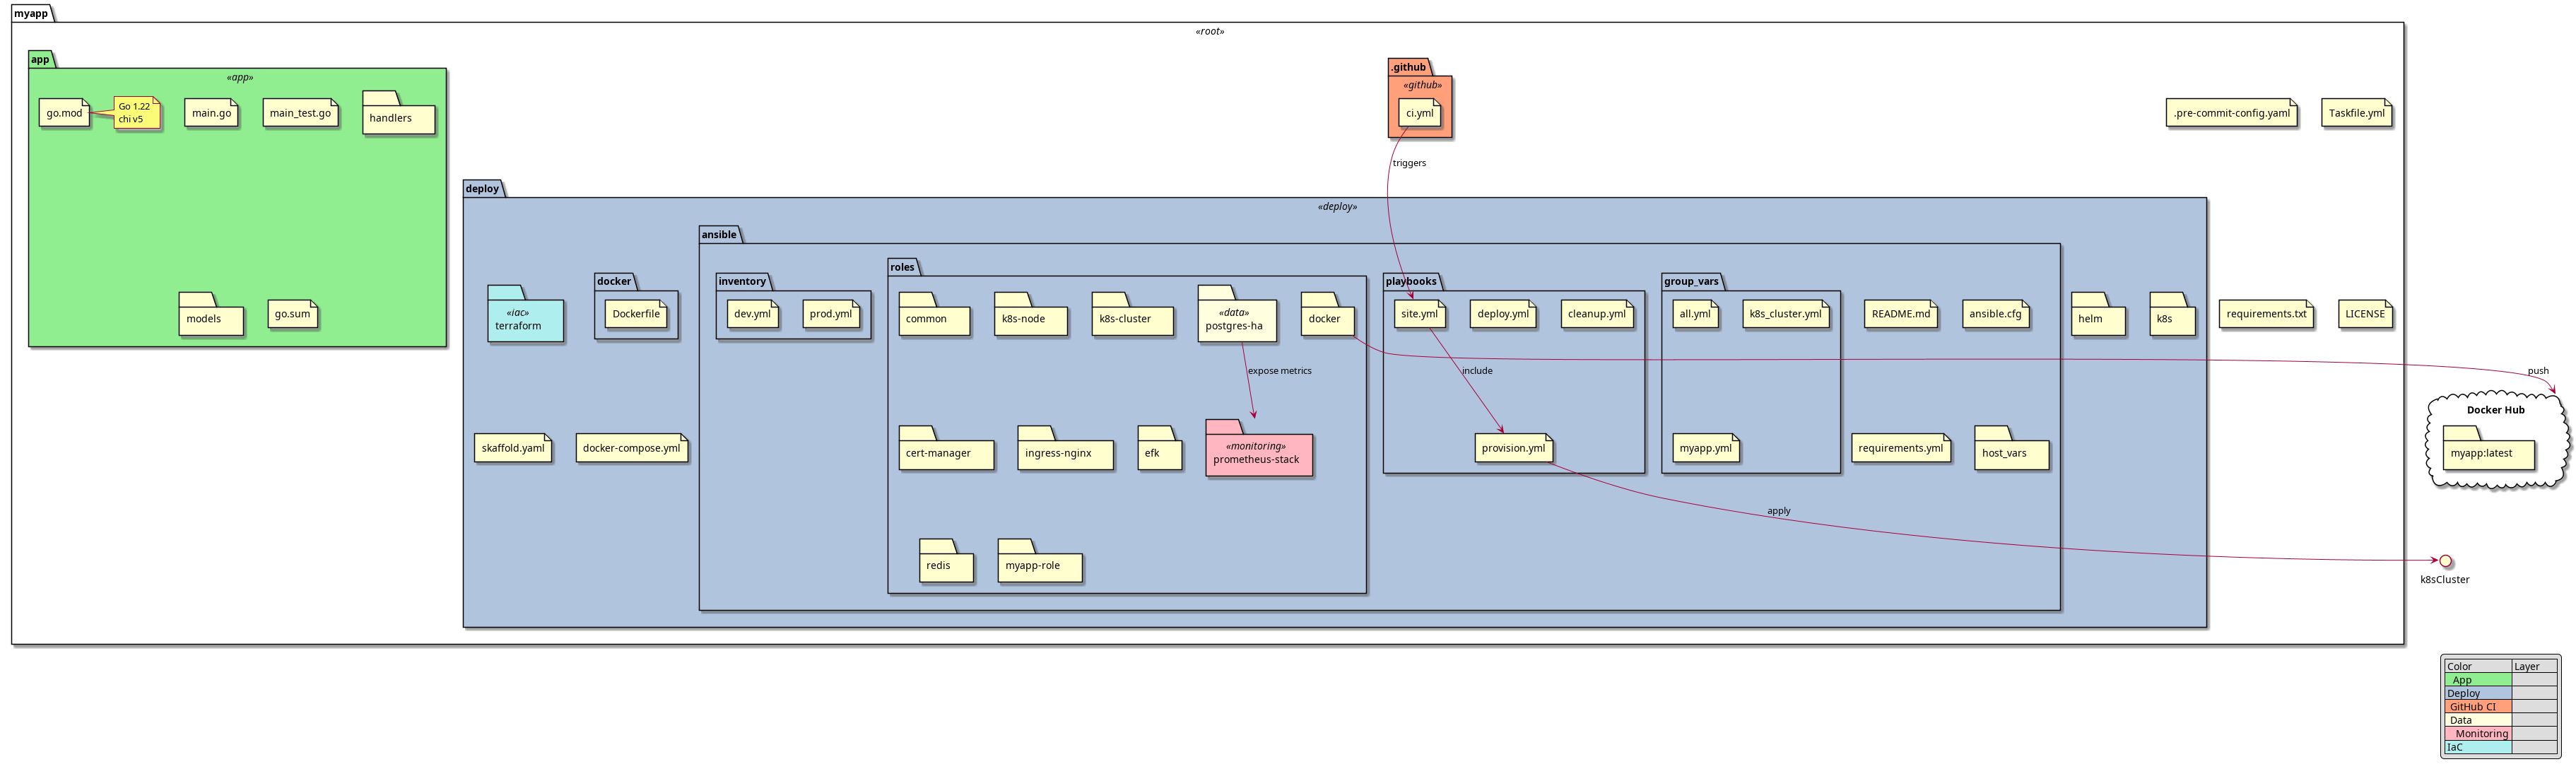 myapp
«root»
app
«app»
go.mod
Go 1.22
chi v5
main.go
main_test.go
handlers
models
go.sum
.github
«github»
ci.yml
triggers
.pre-commit-config.yaml
Taskfile.yml
deploy
«deploy»
«iac»
terraform
docker
Dockerfile
skaffold.yaml
docker-compose.yml
ansible
inventory
dev.yml
prod.yml
roles
common
k8s-node
k8s-cluster
«data»
postgres-ha
docker
expose metrics
cert-manager
ingress-nginx
efk
«monitoring»
prometheus-stack
redis
myapp-role
playbooks
site.yml
deploy.yml
cleanup.yml
include
provision.yml
group_vars
all.yml
k8s_cluster.yml
myapp.yml
README.md
ansible.cfg
requirements.yml
host_vars
helm
k8s
requirements.txt
LICENSE
push
Docker Hub
myapp:latest
apply
k8sCluster
Color Layer
App
Deploy
GitHub CI
Data
Monitoring
IaC